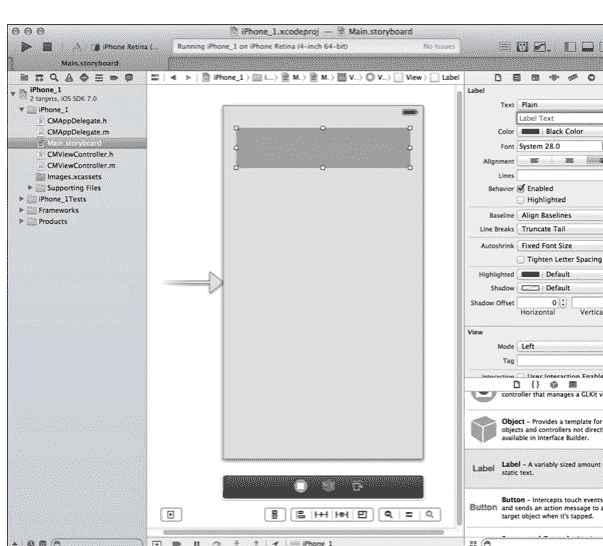 iPhone_1.xcodeproj — Main.storyboard
iPhone Retina (...
Running iPhone_1 on iPhone Retina (4-inch 64-bit)
No Issues
Main.storyboard
iPhone_1
M...
M...
V...
V...
View
Label
iPhone_1
2 targets, iOS SDK 7.0
iPhone_1
CMAppDelegate.h
CMAppDelegate.m
Main.storyboard
CMViewController.h
CMViewController.m
Images.xcassets
Supporting Files
iPhone_1Tests
Frameworks
Products
Label
Text Plain
Label Text
Color Black Color
Font System 28.0
Alignment
Lines
Behavior Enabled
Highlighted
Baseline Align Baselines
Line Breaks Truncate Tail
Autoshrink Fixed Font Size
Tighten Letter Spacing
Highlighted Default
Shadow Default
Shadow Offset 0
Horizontal Vertica
View
Mode Left
Tag
Interaction User Interaction Enable
controller that manages a GLKit v
Object – Provides a template for
objects and controllers not direct
available in Interface Builder.
Label
Label – A variably sized amount
static text.
Button
Button – Intercepts touch events
and sends an action message to a
target object when it's tapped.
iPhone_1